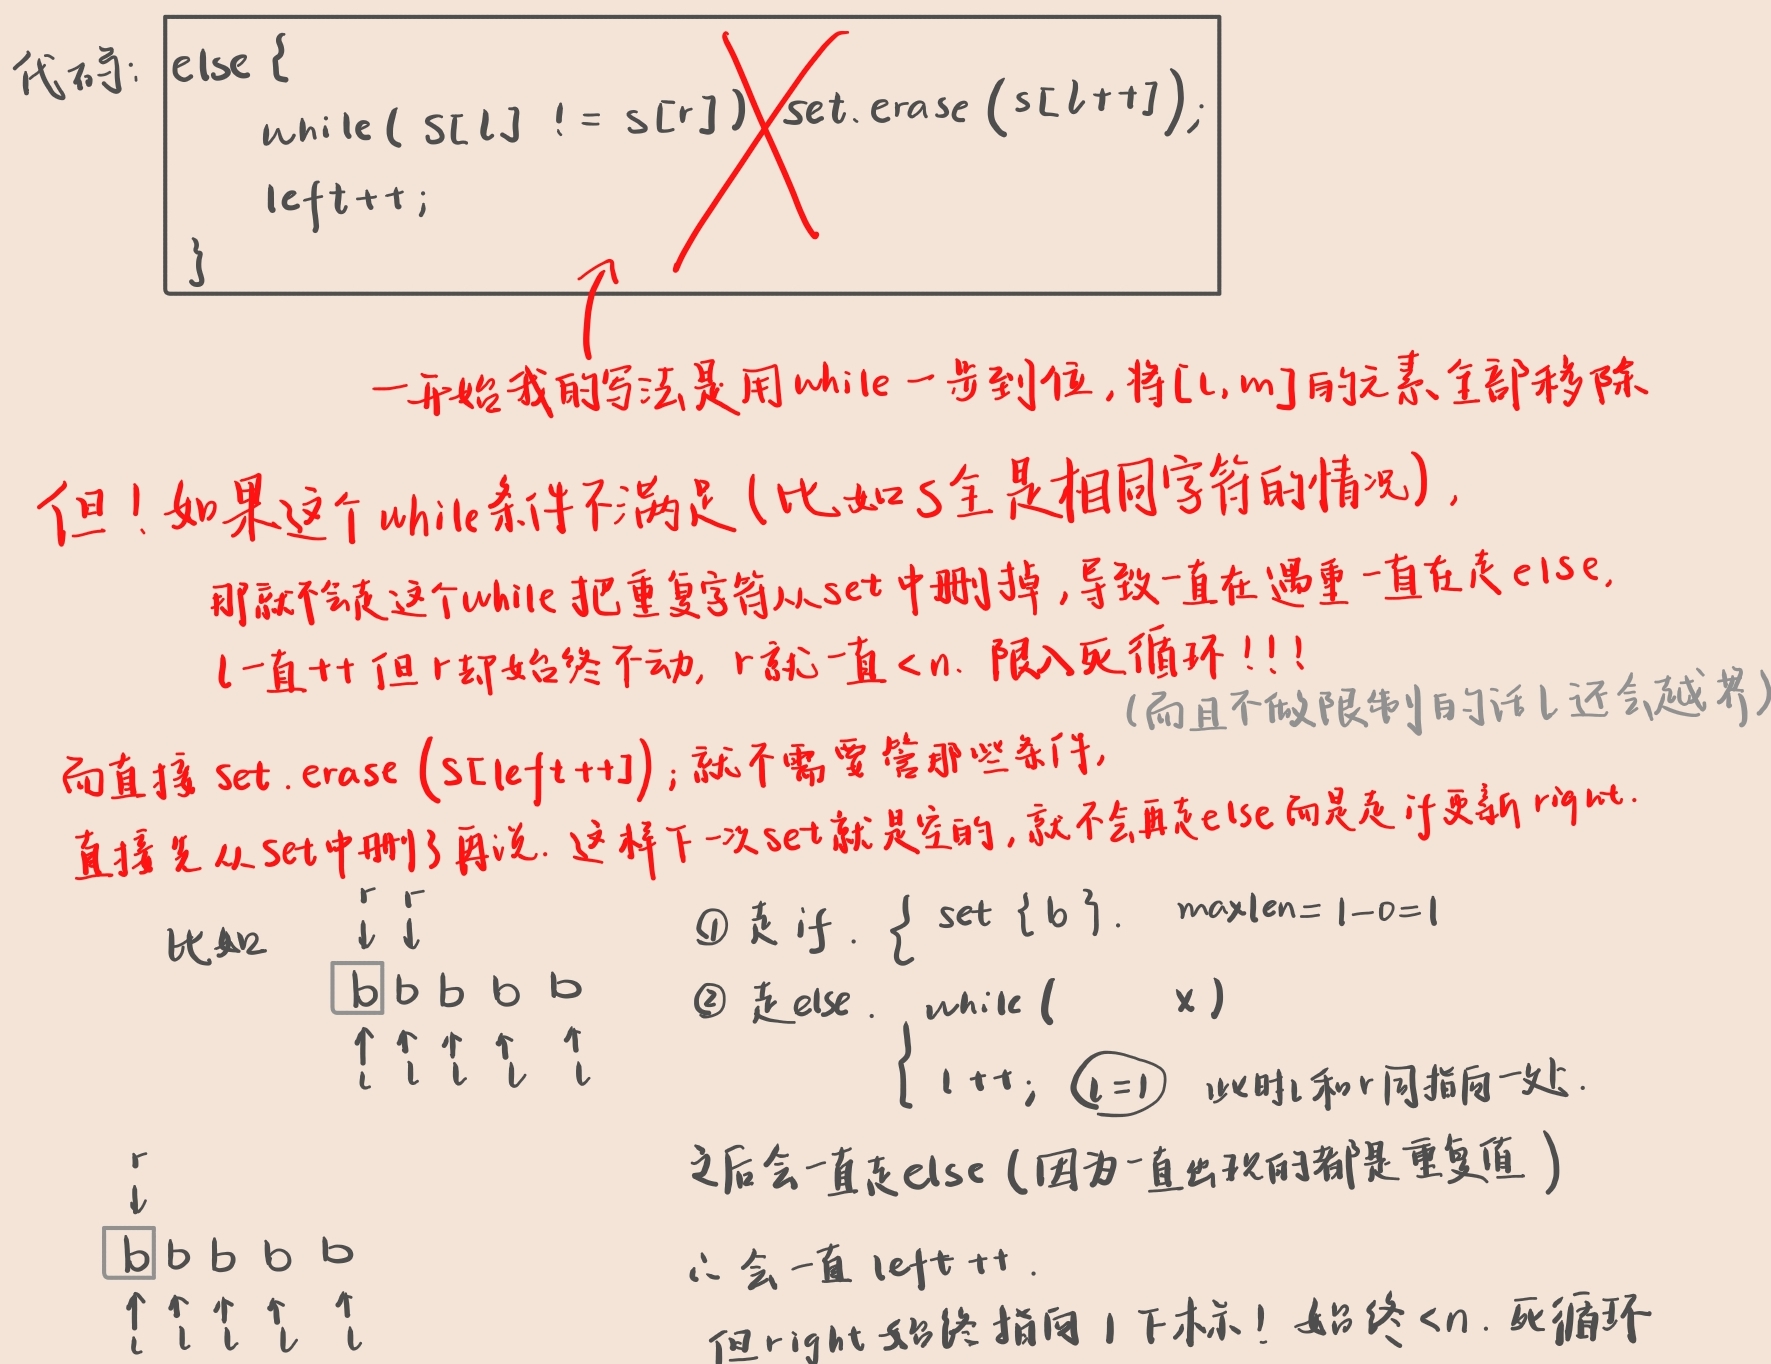 代码:
else {
while( s[l] != s[r]) set.erase (s[l++]);
left++;
}
一开始我的写法是用while一步到位,将[l,m]的元素全部移除
但!如果这个while条件不满足(比如s全是相同字符的情况),
那就不会走这个while把重复字符从set中删掉,导致一直在遇重一直在走else,
l一直++但r却始终不动,r就一直<n. 限入死循环!!!
(而且不做限制的话l还会越界)
而直接set.erase(s[left++]);就不需要管那些条件,
直接先从set中删了再说.这样下一次set就是空的,就不会再走else而是走if更新right.
比如
r r
↓ ↓
b b b b b
↑ ↑ ↑ ↑ ↑
l l l l l
① 走if. { set {b}. maxlen=1-0=1
② 走else. while( x)
{ l++; l=1 此时l和r同指向一处.
之后会一直走else(因为一直出现的都是重复值)
∴会一直left++.
但right始终指向1下标!始终<n.死循环
r
↓
b b b b b
↑ ↑ ↑ ↑ ↑
l l l l l